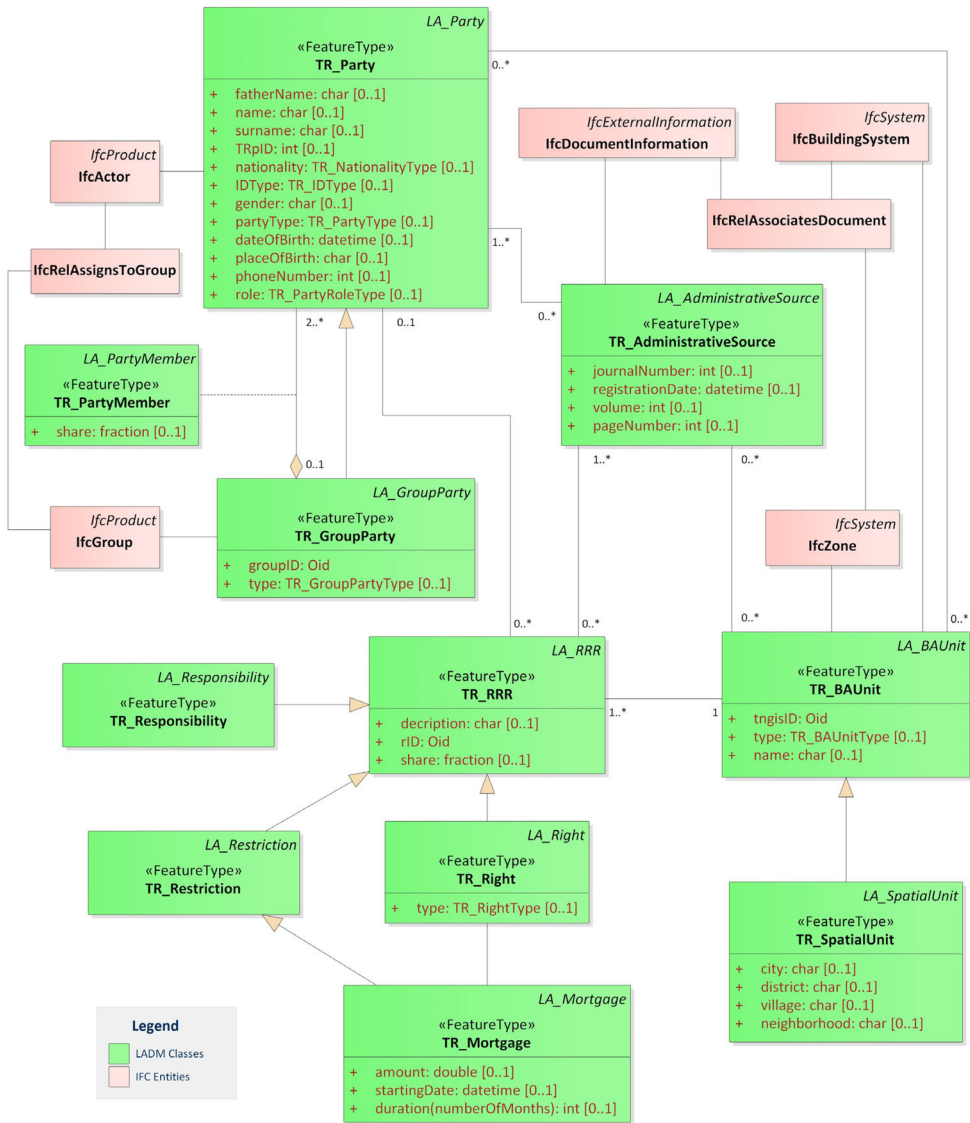 LA_Party
«FeatureType»
TR_Party
+ fatherName: char [0..1]
+ name: char [0..1]
+ surname: char [0..1]
+ TRpID: int [0..1]
+ nationality: TR_NationalityType [0..1]
+ IDType: TR_IDType [0..1]
+ gender: char [0..1]
+ partyType: TR_PartyType [0..1]
+ dateOfBirth: datetime [0..1]
+ placeOfBirth: char [0..1]
+ phoneNumber: int [0..1]
+ role: TR_PartyRoleType [0..1]
0..*
1..*
2..*
0..1
IfcProduct
IfcActor
IfcRelAssignsToGroup
IfcExternalInformation
IfcDocumentInformation
IfcSystem
IfcBuildingSystem
IfcRelAssociatesDocument
0..*
LA_AdministrativeSource
«FeatureType»
TR_AdministrativeSource
+ journalNumber: int [0..1]
+ registrationDate: datetime [0..1]
+ volume: int [0..1]
+ pageNumber: int [0..1]
1..*
0..*
LA_PartyMember
«FeatureType»
TR_PartyMember
+ share: fraction [0..1]
0..1
LA_GroupParty
«FeatureType»
TR_GroupParty
+ groupID: Oid
+ type: TR_GroupPartyType [0..1]
IfcProduct
IfcGroup
IfcSystem
IfcZone
0..*
0..*
0..*
0..*
LA_Responsibility
«FeatureType»
TR_Responsibility
LA_RRR
«FeatureType»
TR_RRR
+ decription: char [0..1]
+ rID: Oid
+ share: fraction [0..1]
1..*
1
LA_BAUnit
«FeatureType»
TR_BAUnit
+ tngisID: Oid
+ type: TR_BAUnitType [0..1]
+ name: char [0..1]
LA_Restriction
«FeatureType»
TR_Restriction
LA_Right
«FeatureType»
TR_Right
+ type: TR_RightType [0..1]
LA_SpatialUnit
«FeatureType»
TR_SpatialUnit
+ city: char [0..1]
+ district: char [0..1]
+ village: char [0..1]
+ neighborhood: char [0..1]
LA_Mortgage
«FeatureType»
TR_Mortgage
+ amount: double [0..1]
+ startingDate: datetime [0..1]
+ duration(numberOfMonths): int [0..1]
Legend
LADM Classes
IFC Entities